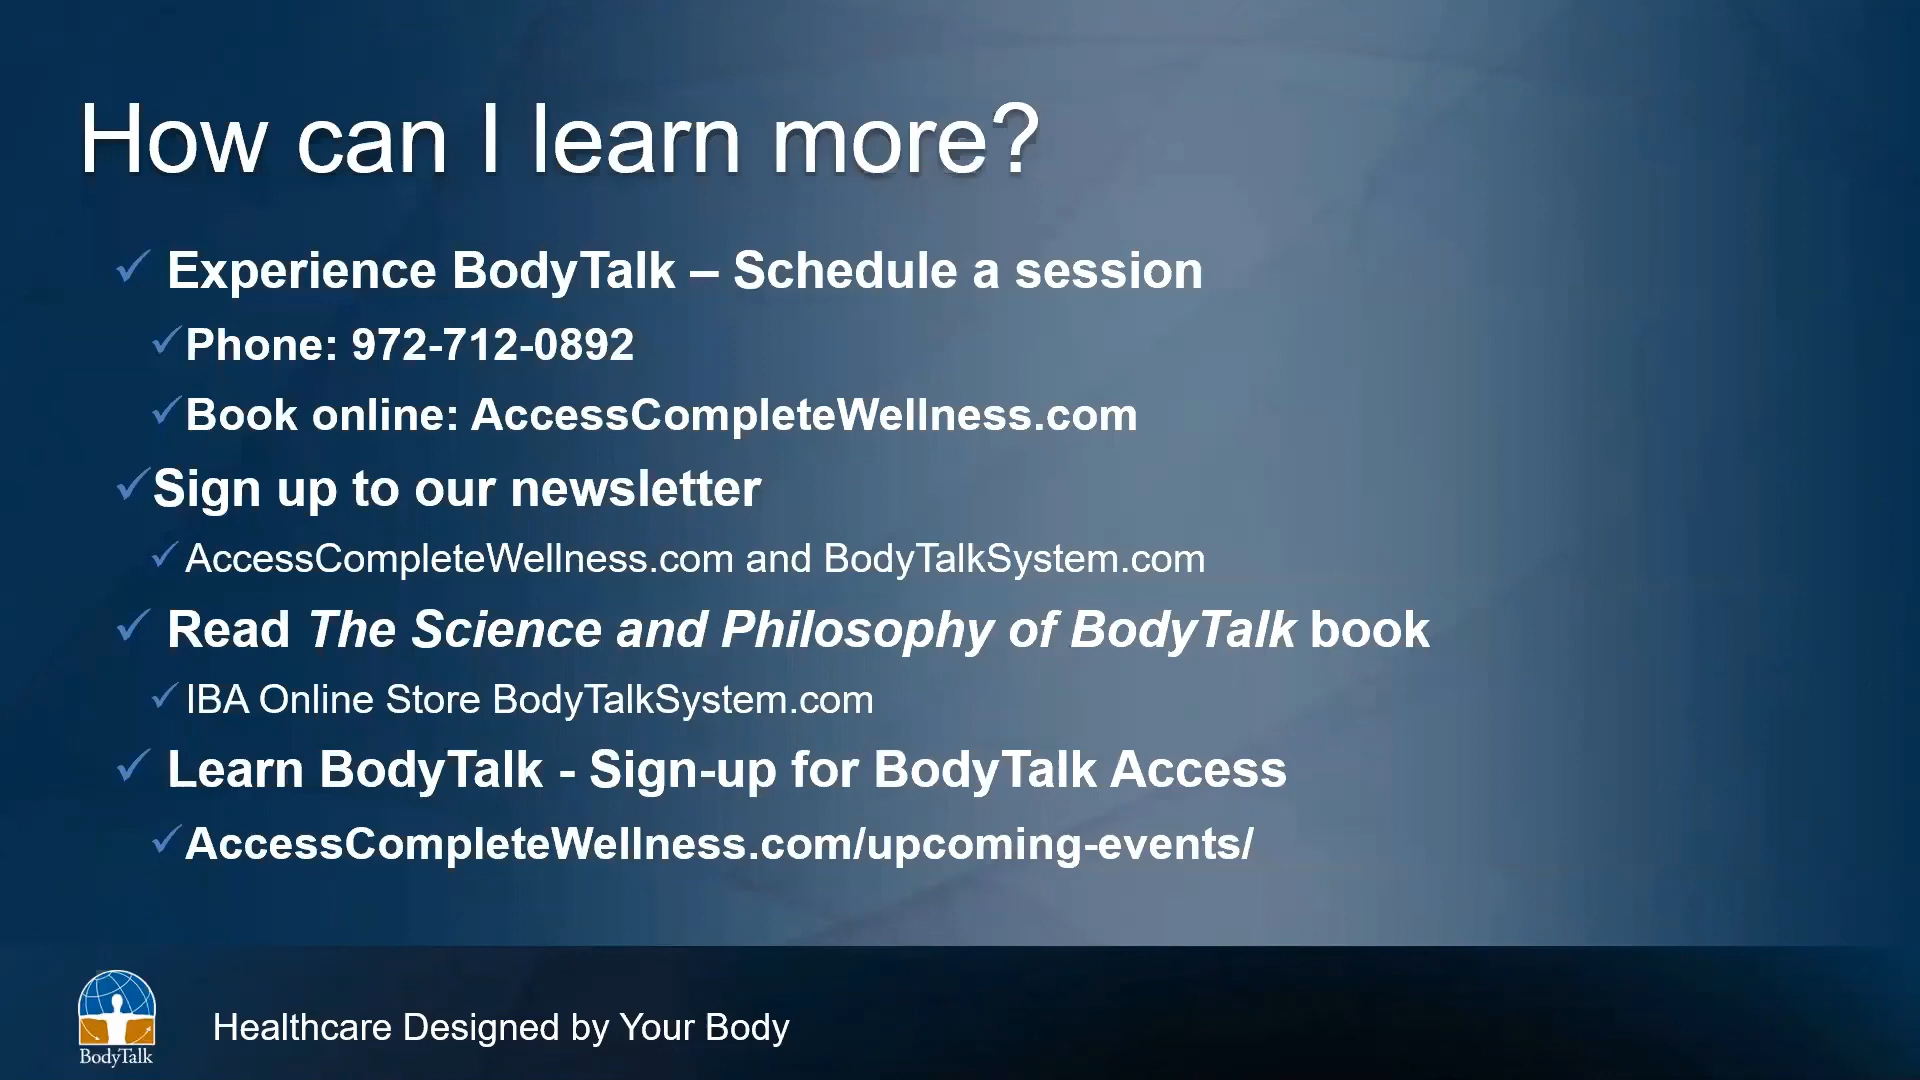 How can I learn more?
Experience BodyTalk – Schedule a session
Phone: 972-712-0892
Book online: AccessCompleteWellness.com
Sign up to our newsletter
AccessCompleteWellness.com and BodyTalkSystem.com
Read The Science and Philosophy of BodyTalk book
IBA Online Store BodyTalkSystem.com
Learn BodyTalk - Sign-up for BodyTalk Access
AccessCompleteWellness.com/upcoming-events/
Healthcare Designed by Your Body
BodyTalk